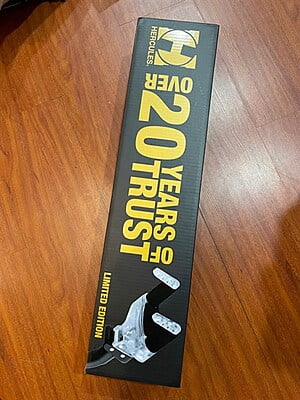 HERCULES.
OVER
20 YEARS
OF TRUST
LIMITED EDITION